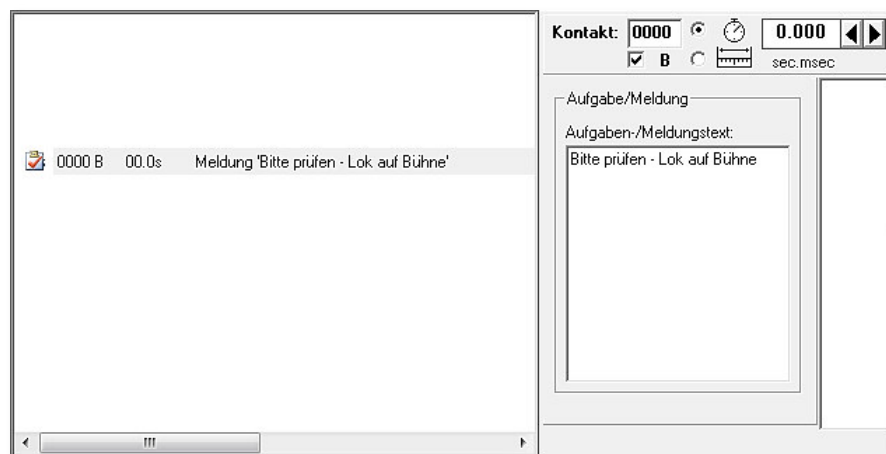 0000 B 00.0s Meldung 'Bitte prüfen - Lok auf Bühne'
Kontakt: 0000 0.000
B sec.msec
Aufgabe/Meldung
Aufgaben-/Meldungstext:
Bitte prüfen - Lok auf Bühne